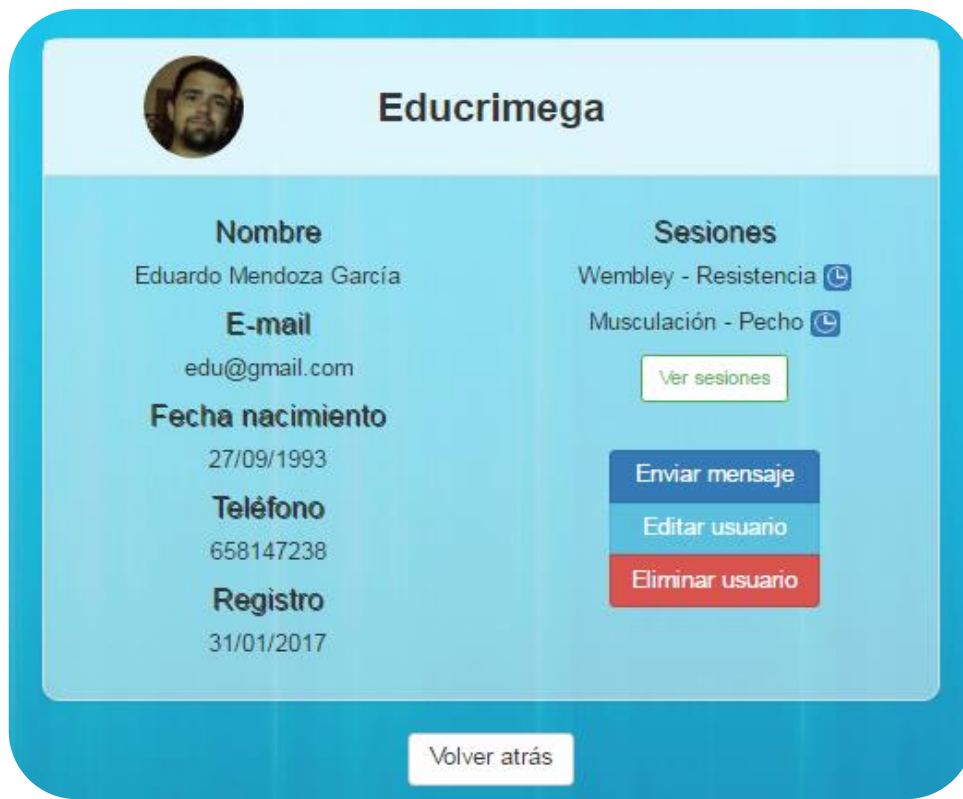 Educrimega
Nombre
Eduardo Mendoza García
E-mail
edu@gmail.com
Fecha nacimiento
27/09/1993
Teléfono
658147238
Registro
31/01/2017
Sesiones
Wembley - Resistencia
Musculación - Pecho
Ver sesiones
Enviar mensaje
Editar usuario
Eliminar usuario
Volver atrás